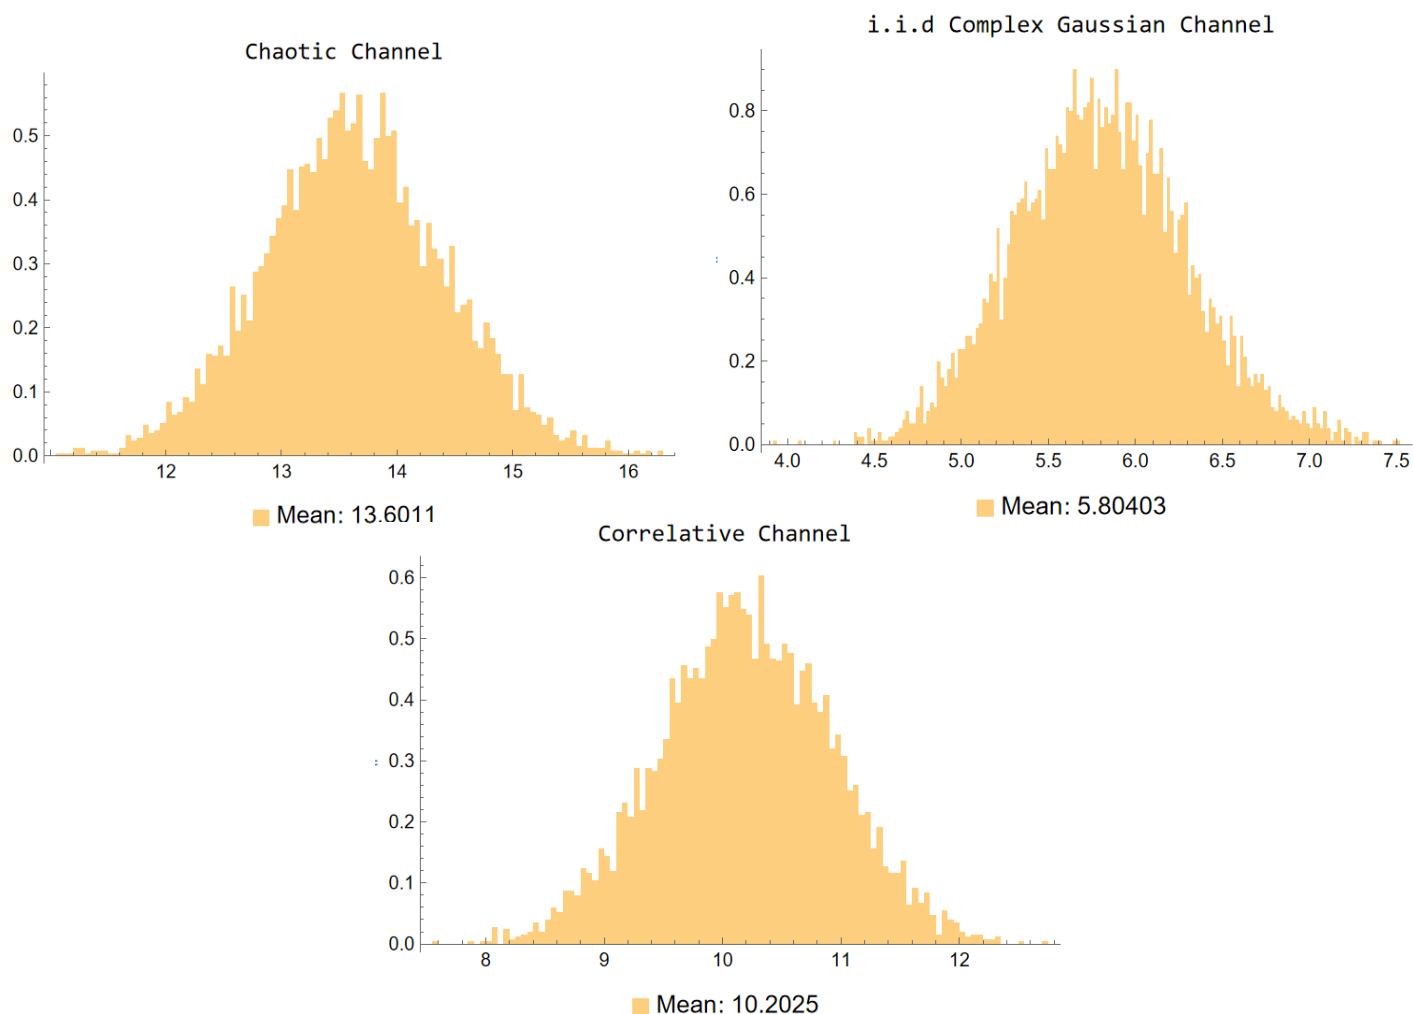 Chaotic Channel
0.5
0.4
0.3
0.2
0.1
0.0
12 13 14 15 16
Mean: 13.6011
i.i.d Complex Gaussian Channel
0.8
0.6
0.4
0.2
0.0
4.0 4.5 5.0 5.5 6.0 6.5 7.0 7.5
Mean: 5.80403
Correlative Channel
0.6
0.5
0.4
0.3
0.2
0.1
0.0
8 9 10 11 12
Mean: 10.2025